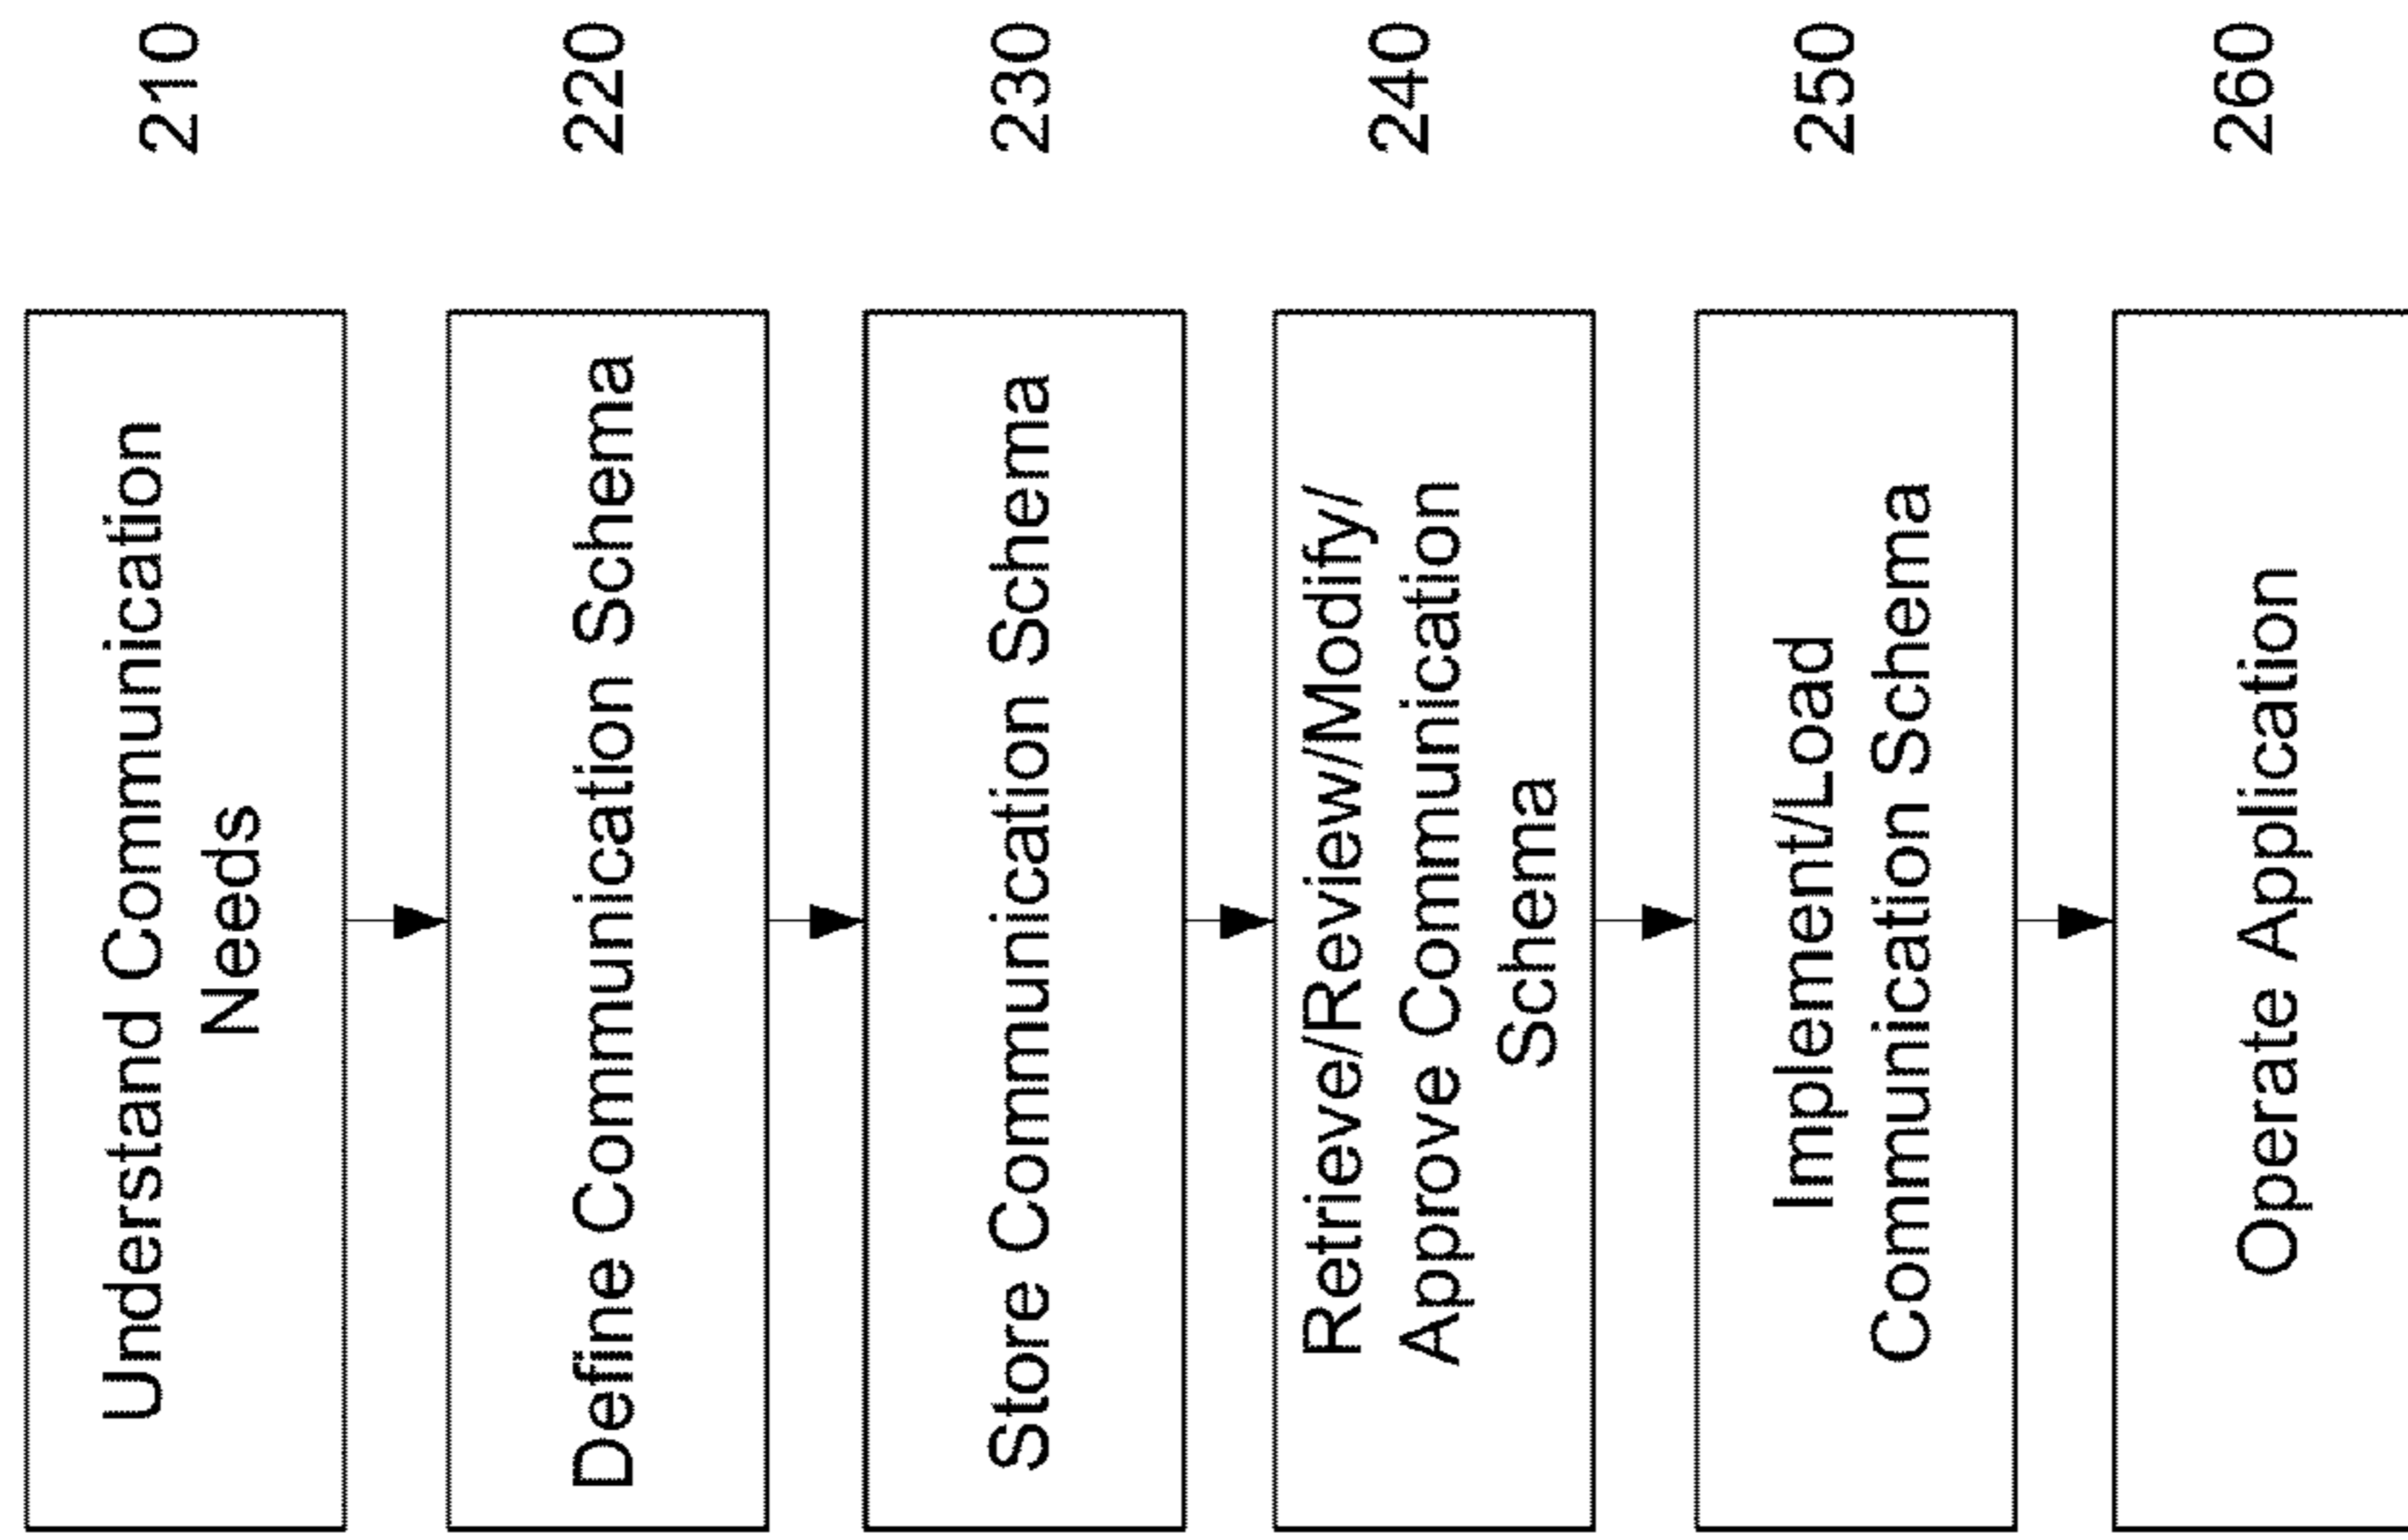 Understand Communication
Needs
210
Define Communication Schema
220
Store Communication Schema
230
Retrieve/Review/Modify/
Approve Communication
Schema
240
Implement/Load
Communication Schema
250
Operate Application
260